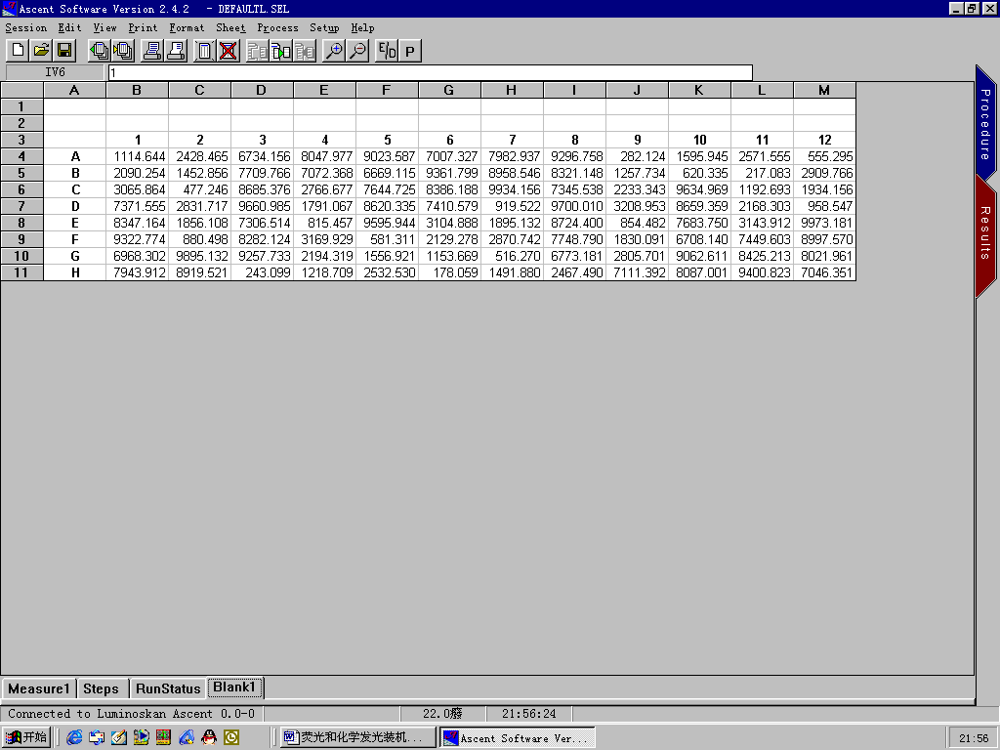 Ascent Software Version 2.4.2 - DEFAULTL.SEL
Session Edit View Print Format Sheet Process Setup Help
E/D P
IV6 1
A B C D E F G H I J K L M
1
2
3 1 2 3 4 5 6 7 8 9 10 11 12
4 A 1114.644 2428.465 6734.156 8047.977 9023.587 7007.327 7982.937 9296.758 282.124 1595.945 2571.555 555.295
5 B 2090.254 1452.856 7709.766 7072.368 6669.115 9361.799 8958.546 8321.148 1257.734 620.335 217.083 2909.766
6 C 3065.864 477.246 8685.376 2766.677 7644.725 8386.188 9934.156 7345.538 2233.343 9634.969 1192.693 1934.156
7 D 7371.555 2831.717 9660.985 1791.067 8620.335 7410.579 919.522 9700.010 3208.953 8659.359 2168.303 958.547
8 E 8347.164 1856.108 7306.514 815.457 9595.944 3104.888 1895.132 8724.400 854.482 7683.750 3143.912 9973.181
9 F 9322.774 880.498 8282.124 3169.929 581.311 2129.278 2870.742 7748.790 1830.091 6708.140 7449.603 8997.570
10 G 6968.302 9895.132 9257.733 2194.319 1556.921 1153.669 516.270 6773.181 2805.701 9062.611 8425.213 8021.961
11 H 7943.912 8919.521 243.099 1218.709 2532.530 178.059 1491.880 2467.490 7111.392 8087.001 9400.823 7046.351
Procedure
Results
Measure1 Steps RunStatus Blank1
Connected to Luminoskan Ascent 0.0-0 22.0癈 21:56:24
开始 荧光和化学发光装机... Ascent Software Ver... 21:56